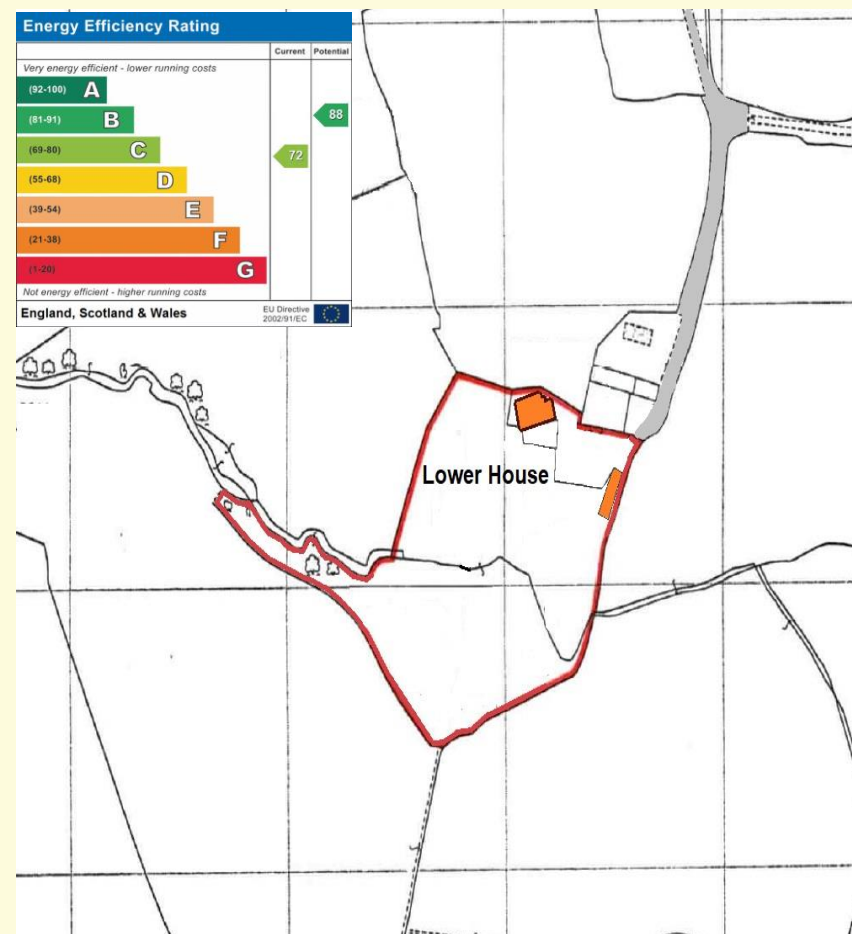 Energy Efficiency Rating
Current Potential
Very energy efficient - lower running costs
(92-100) A
(81-91) B
88
(69-80) C
72
(55-68) D
(39-54) E
(21-38) F
(1-20) G
Not energy efficient - higher running costs
England, Scotland & Wales
EU Directive
2002/91/EC
Lower House